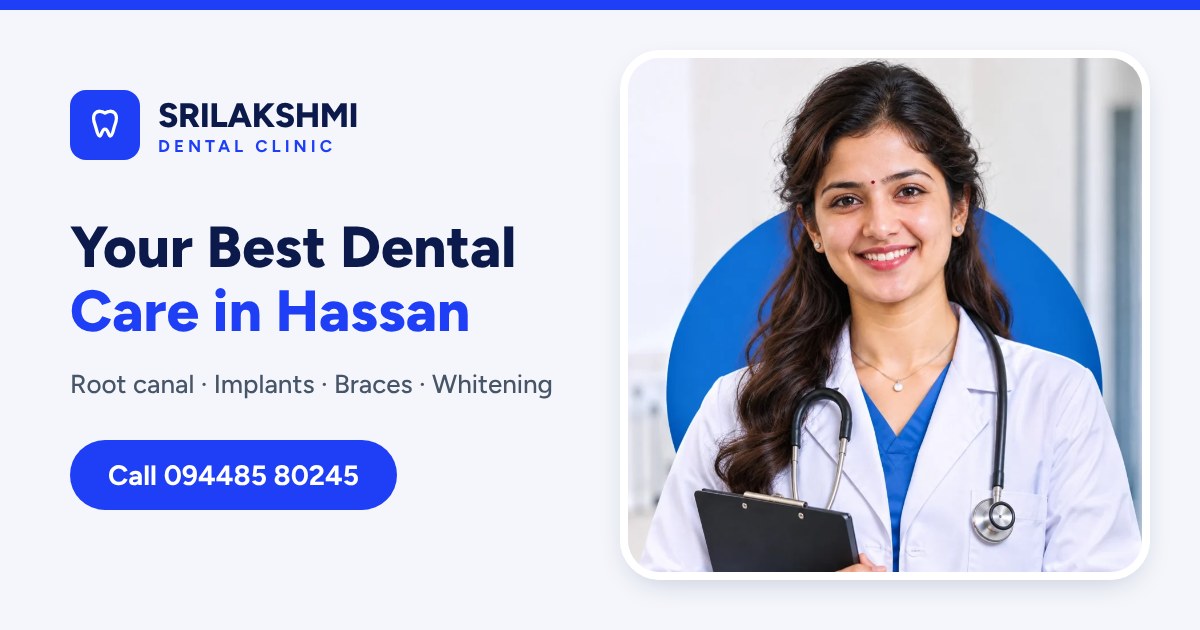 SRILAKSHMI
DENTAL CLINIC
Your Best Dental
Care in Hassan
Root canal · Implants · Braces · Whitening
Call 094485 80245